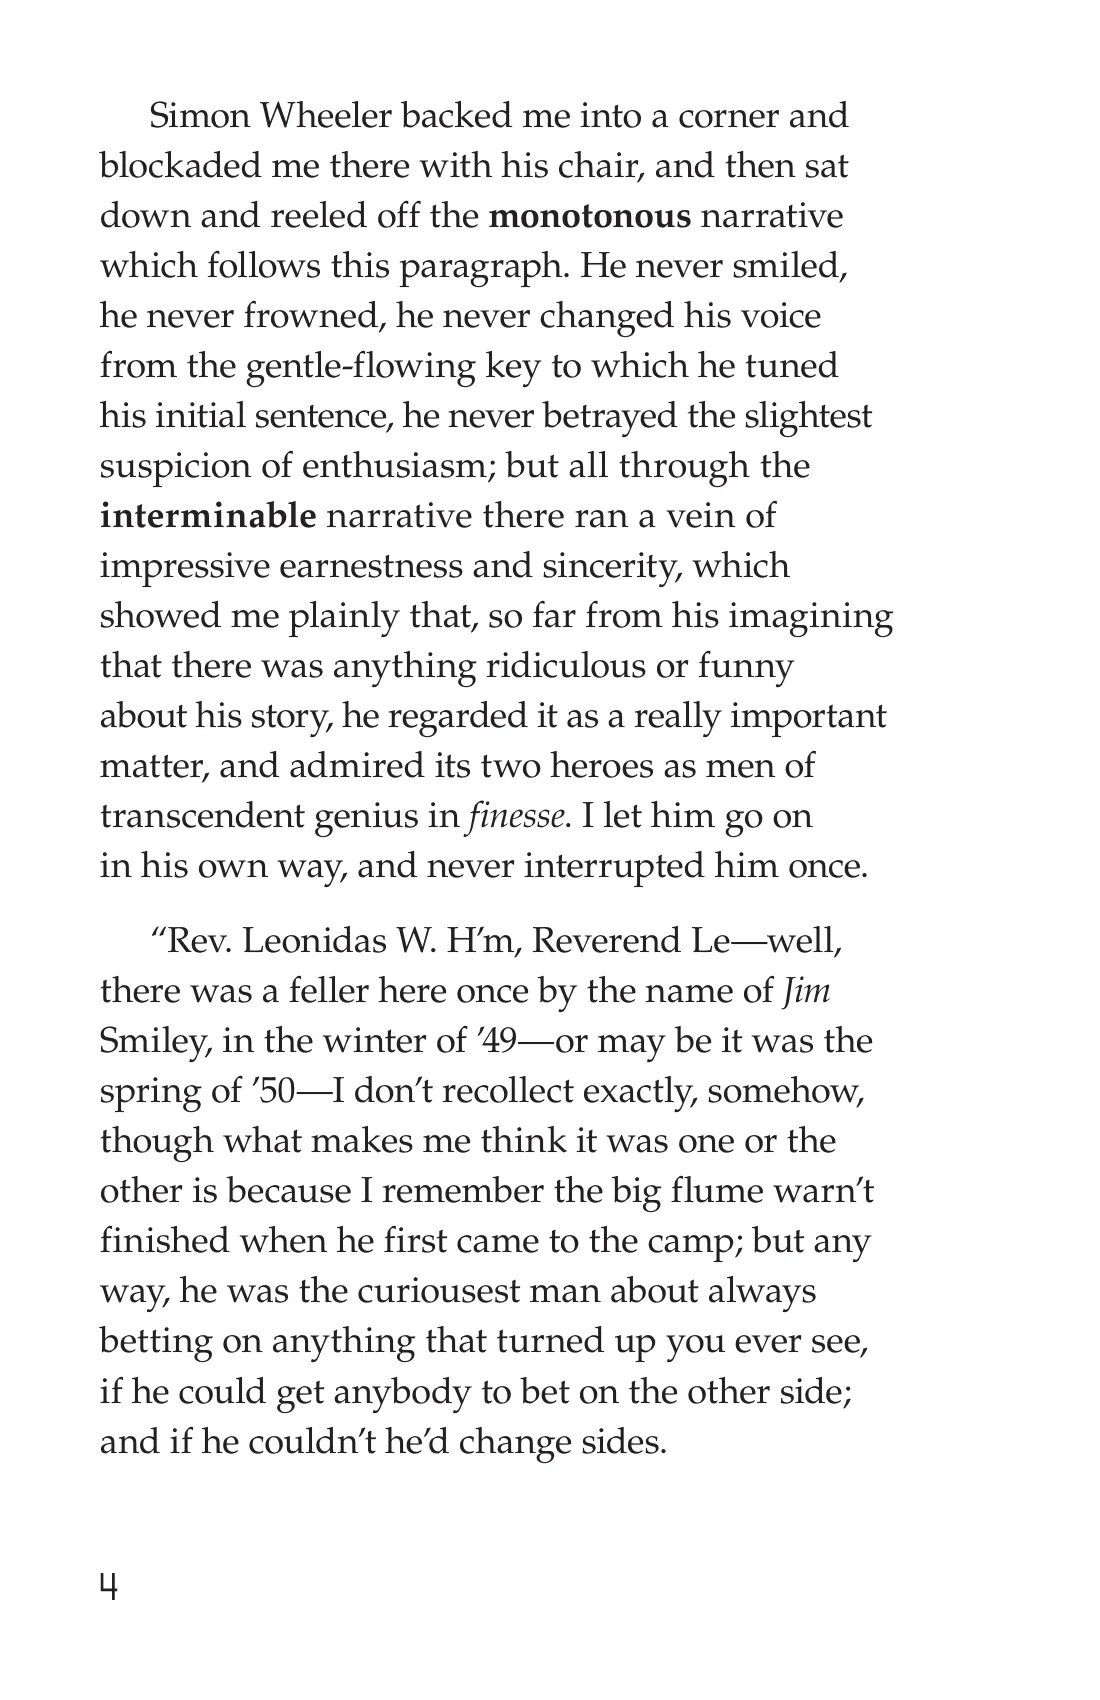 Simon Wheeler backed me into a corner and
blockaded me there with his chair, and then sat
down and reeled off the monotonous narrative
which follows this paragraph. He never smiled,
he never frowned, he never changed his voice
from the gentle-flowing key to which he tuned
his initial sentence, he never betrayed the slightest
suspicion of enthusiasm; but all through the
interminable narrative there ran a vein of
impressive earnestness and sincerity, which
showed me plainly that, so far from his imagining
that there was anything ridiculous or funny
about his story, he regarded it as a really important
matter, and admired its two heroes as men of
transcendent genius in finesse. I let him go on
in his own way, and never interrupted him once.
“Rev. Leonidas W. H’m, Reverend Le—well,
there was a feller here once by the name of Jim
Smiley, in the winter of ’49—or may be it was the
spring of ’50—I don’t recollect exactly, somehow,
though what makes me think it was one or the
other is because I remember the big flume warn’t
finished when he first came to the camp; but any
way, he was the curiousest man about always
betting on anything that turned up you ever see,
if he could get anybody to bet on the other side;
and if he couldn’t he’d change sides.
4